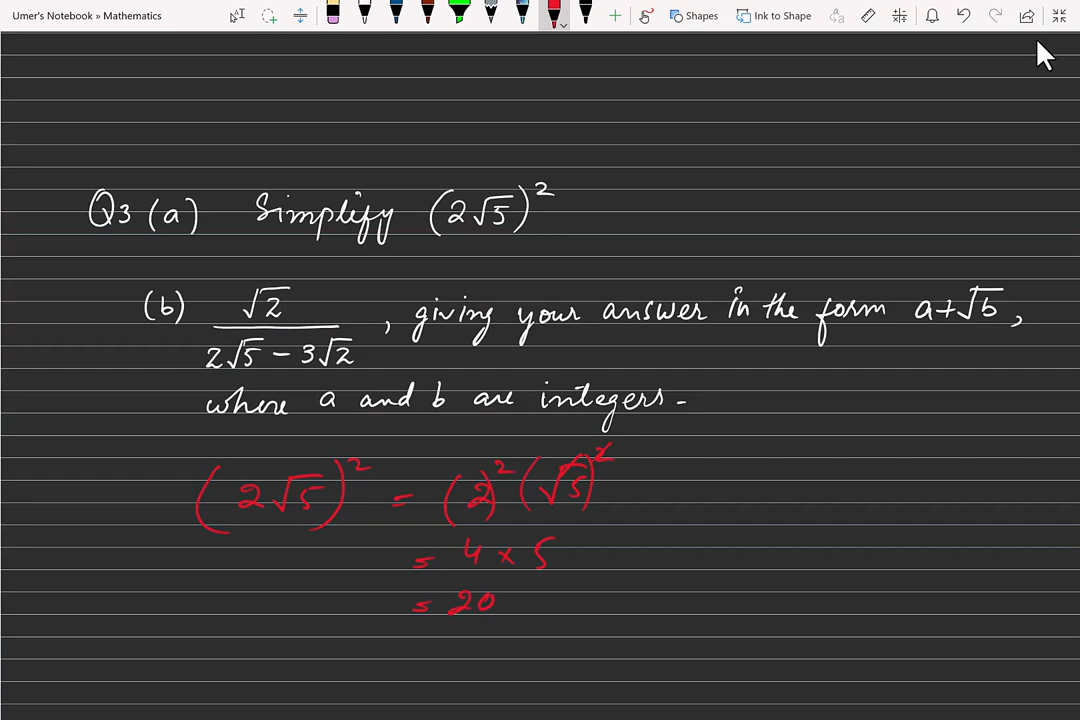 Umer's Notebook » Mathematics
Shapes
Ink to Shape
Q3 (a) Simplify (2√5)²
(b) √2 / (2√5 - 3√2) , giving your answer in the form a+√b,
where a and b are integers.
(2√5)² = (2)² (√5)²
= 4 × 5
= 20